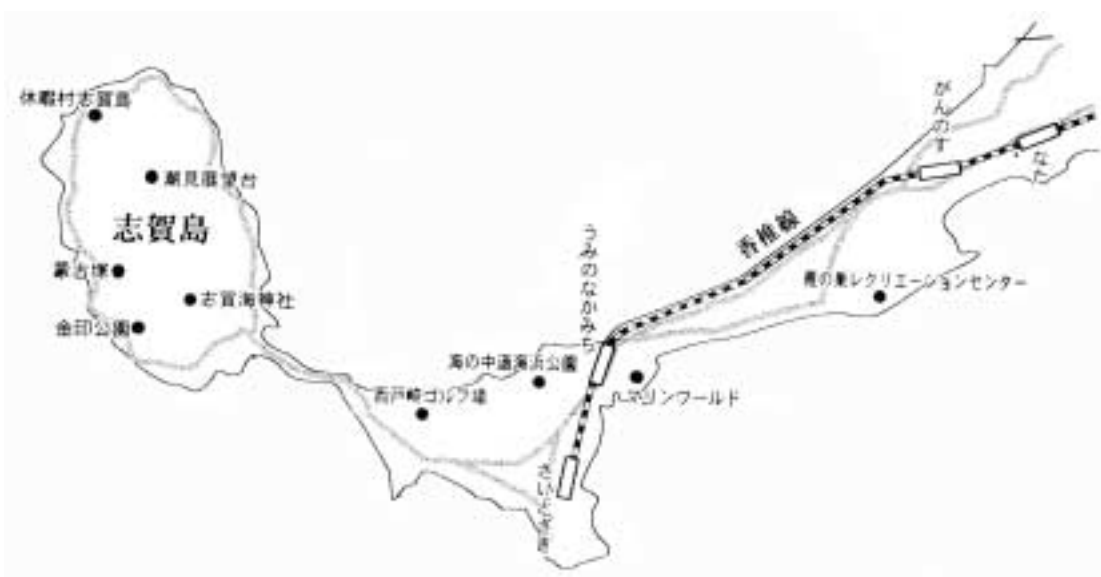 休暇村志賀島
潮見展望台
志賀島
蒙古塚
志賀海神社
金印公園
西戸崎ゴルフ場
海の中道海浜公園
うみのなかみち
マリンワールド
さいとざき
香椎線
がんのす
なた
雁の巣レクリエーションセンター